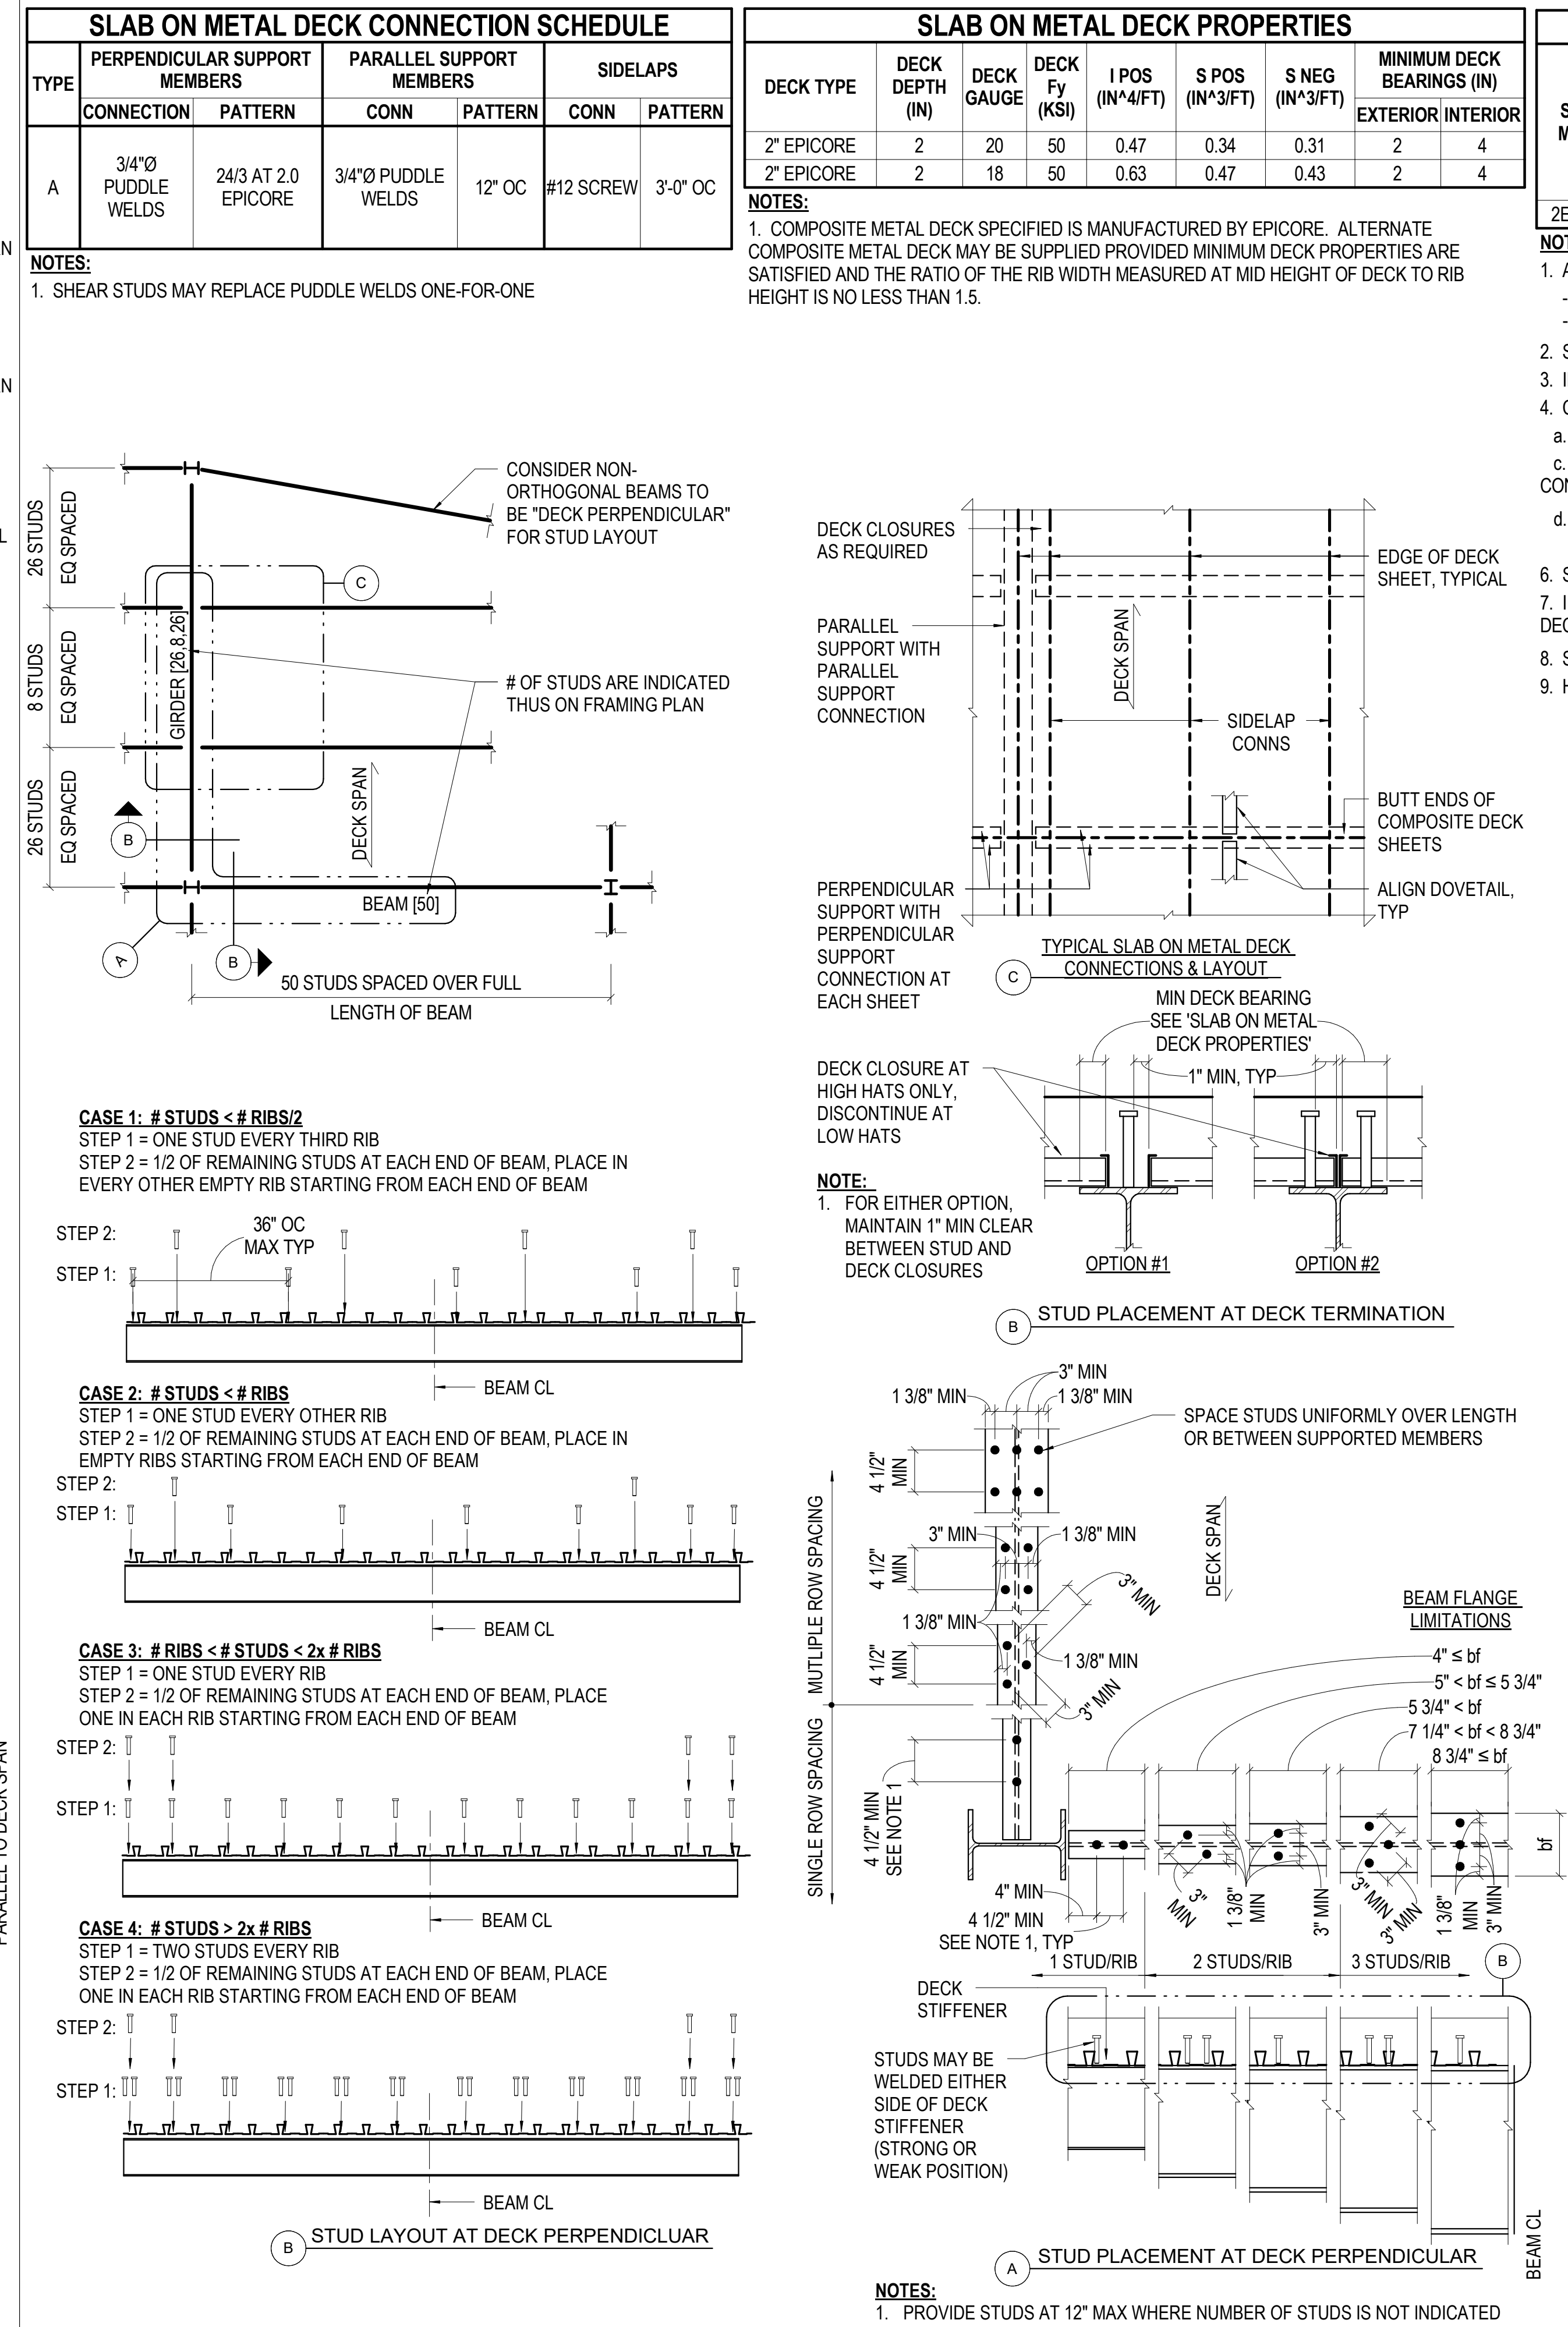 SLAB ON METAL DECK CONNECTION SCHEDULE
TYPE
PERPENDICULAR SUPPORT
MEMBERS
PARALLEL SUPPORT
MEMBERS
SIDELAPS
CONNECTION
PATTERN
CONN
PATTERN
CONN
PATTERN
A
3/4"Ø
PUDDLE
WELDS
24/3 AT 2.0
EPICORE
3/4"Ø PUDDLE
WELDS
12" OC
#12 SCREW
3'-0" OC
NOTES:
1. SHEAR STUDS MAY REPLACE PUDDLE WELDS ONE-FOR-ONE
SLAB ON METAL DECK PROPERTIES
DECK TYPE
DECK
DEPTH
(IN)
DECK
GAUGE
DECK
Fy
(KSI)
I POS
(IN^4/FT)
S POS
(IN^3/FT)
S NEG
(IN^3/FT)
MINIMUM DECK
BEARINGS (IN)
EXTERIOR
INTERIOR
2" EPICORE 2 20 50 0.47 0.34 0.31 2 4
2" EPICORE 2 18 50 0.63 0.47 0.43 2 4
NOTES:
1. COMPOSITE METAL DECK SPECIFIED IS MANUFACTURED BY EPICORE. ALTERNATE
COMPOSITE METAL DECK MAY BE SUPPLIED PROVIDED MINIMUM DECK PROPERTIES ARE
SATISFIED AND THE RATIO OF THE RIB WIDTH MEASURED AT MID HEIGHT OF DECK TO RIB
HEIGHT IS NO LESS THAN 1.5.
1.
-
-
2. S
3. I
4.
a.
c.
d.
6. S
7. I
8. S
9. H
26 STUDS
EQ SPACED
8 STUDS
EQ SPACED
26 STUDS
EQ SPACED
CONSIDER NON-
ORTHOGONAL BEAMS TO
BE "DECK PERPENDICULAR"
FOR STUD LAYOUT
C
GIRDER [26,8,26]
# OF STUDS ARE INDICATED
THUS ON FRAMING PLAN
DECK SPAN
B
BEAM [50]
A
B
50 STUDS SPACED OVER FULL
LENGTH OF BEAM
DECK CLOSURES
AS REQUIRED
EDGE OF DECK
SHEET, TYPICAL
PARALLEL
SUPPORT WITH
PARALLEL
SUPPORT
CONNECTION
DECK SPAN
SIDELAP
CONNS
BUTT ENDS OF
COMPOSITE DECK
SHEETS
PERPENDICULAR
SUPPORT WITH
PERPENDICULAR
SUPPORT
CONNECTION AT
EACH SHEET
ALIGN DOVETAIL,
TYP
C
TYPICAL SLAB ON METAL DECK
CONNECTIONS & LAYOUT
MIN DECK BEARING
SEE 'SLAB ON METAL
DECK PROPERTIES'
1" MIN, TYP
DECK CLOSURE AT
HIGH HATS ONLY,
DISCONTINUE AT
LOW HATS
NOTE:
1. FOR EITHER OPTION,
MAINTAIN 1" MIN CLEAR
BETWEEN STUD AND
DECK CLOSURES
OPTION #1
OPTION #2
B
STUD PLACEMENT AT DECK TERMINATION
CASE 1: # STUDS < # RIBS/2
STEP 1 = ONE STUD EVERY THIRD RIB
STEP 2 = 1/2 OF REMAINING STUDS AT EACH END OF BEAM, PLACE IN
EVERY OTHER EMPTY RIB STARTING FROM EACH END OF BEAM
STEP 2:
36" OC
MAX TYP
STEP 1:
BEAM CL
CASE 2: # STUDS < # RIBS
STEP 1 = ONE STUD EVERY OTHER RIB
STEP 2 = 1/2 OF REMAINING STUDS AT EACH END OF BEAM, PLACE IN
EMPTY RIBS STARTING FROM EACH END OF BEAM
STEP 2:
STEP 1:
BEAM CL
CASE 3: # RIBS < # STUDS < 2x # RIBS
STEP 1 = ONE STUD EVERY RIB
STEP 2 = 1/2 OF REMAINING STUDS AT EACH END OF BEAM, PLACE
ONE IN EACH RIB STARTING FROM EACH END OF BEAM
STEP 2:
STEP 1:
BEAM CL
CASE 4: # STUDS > 2x # RIBS
STEP 1 = TWO STUDS EVERY RIB
STEP 2 = 1/2 OF REMAINING STUDS AT EACH END OF BEAM, PLACE
ONE IN EACH RIB STARTING FROM EACH END OF BEAM
STEP 2:
STEP 1:
BEAM CL
B
STUD LAYOUT AT DECK PERPENDICLUAR
PARALLEL TO DECK SPAN
3" MIN
1 3/8" MIN
1 3/8" MIN
SPACE STUDS UNIFORMLY OVER LENGTH
OR BETWEEN SUPPORTED MEMBERS
4 1/2"
MIN
MUTLIPLE ROW SPACING
3" MIN
1 3/8" MIN
4 1/2"
MIN
3" MIN
DECK SPAN
1 3/8" MIN
4 1/2"
MIN
1 3/8" MIN
3" MIN
SINGLE ROW SPACING
4 1/2" MIN
SEE NOTE 1
BEAM FLANGE
LIMITATIONS
4" ≤ bf
5" < bf ≤ 5 3/4"
5 3/4" < bf
7 1/4" < bf < 8 3/4"
8 3/4" ≤ bf
bf
4" MIN
4 1/2" MIN
SEE NOTE 1, TYP
3"
MIN
1 3/8"
MIN
3" MIN
3" MIN
3" MIN
1 3/8"
MIN
3" MIN
1 STUD/RIB
2 STUDS/RIB
3 STUDS/RIB
B
DECK
STIFFENER
STUDS MAY BE
WELDED EITHER
SIDE OF DECK
STIFFENER
(STRONG OR
WEAK POSITION)
BEAM CL
A
STUD PLACEMENT AT DECK PERPENDICULAR
NOTES:
1. PROVIDE STUDS AT 12" MAX WHERE NUMBER OF STUDS IS NOT INDICATED